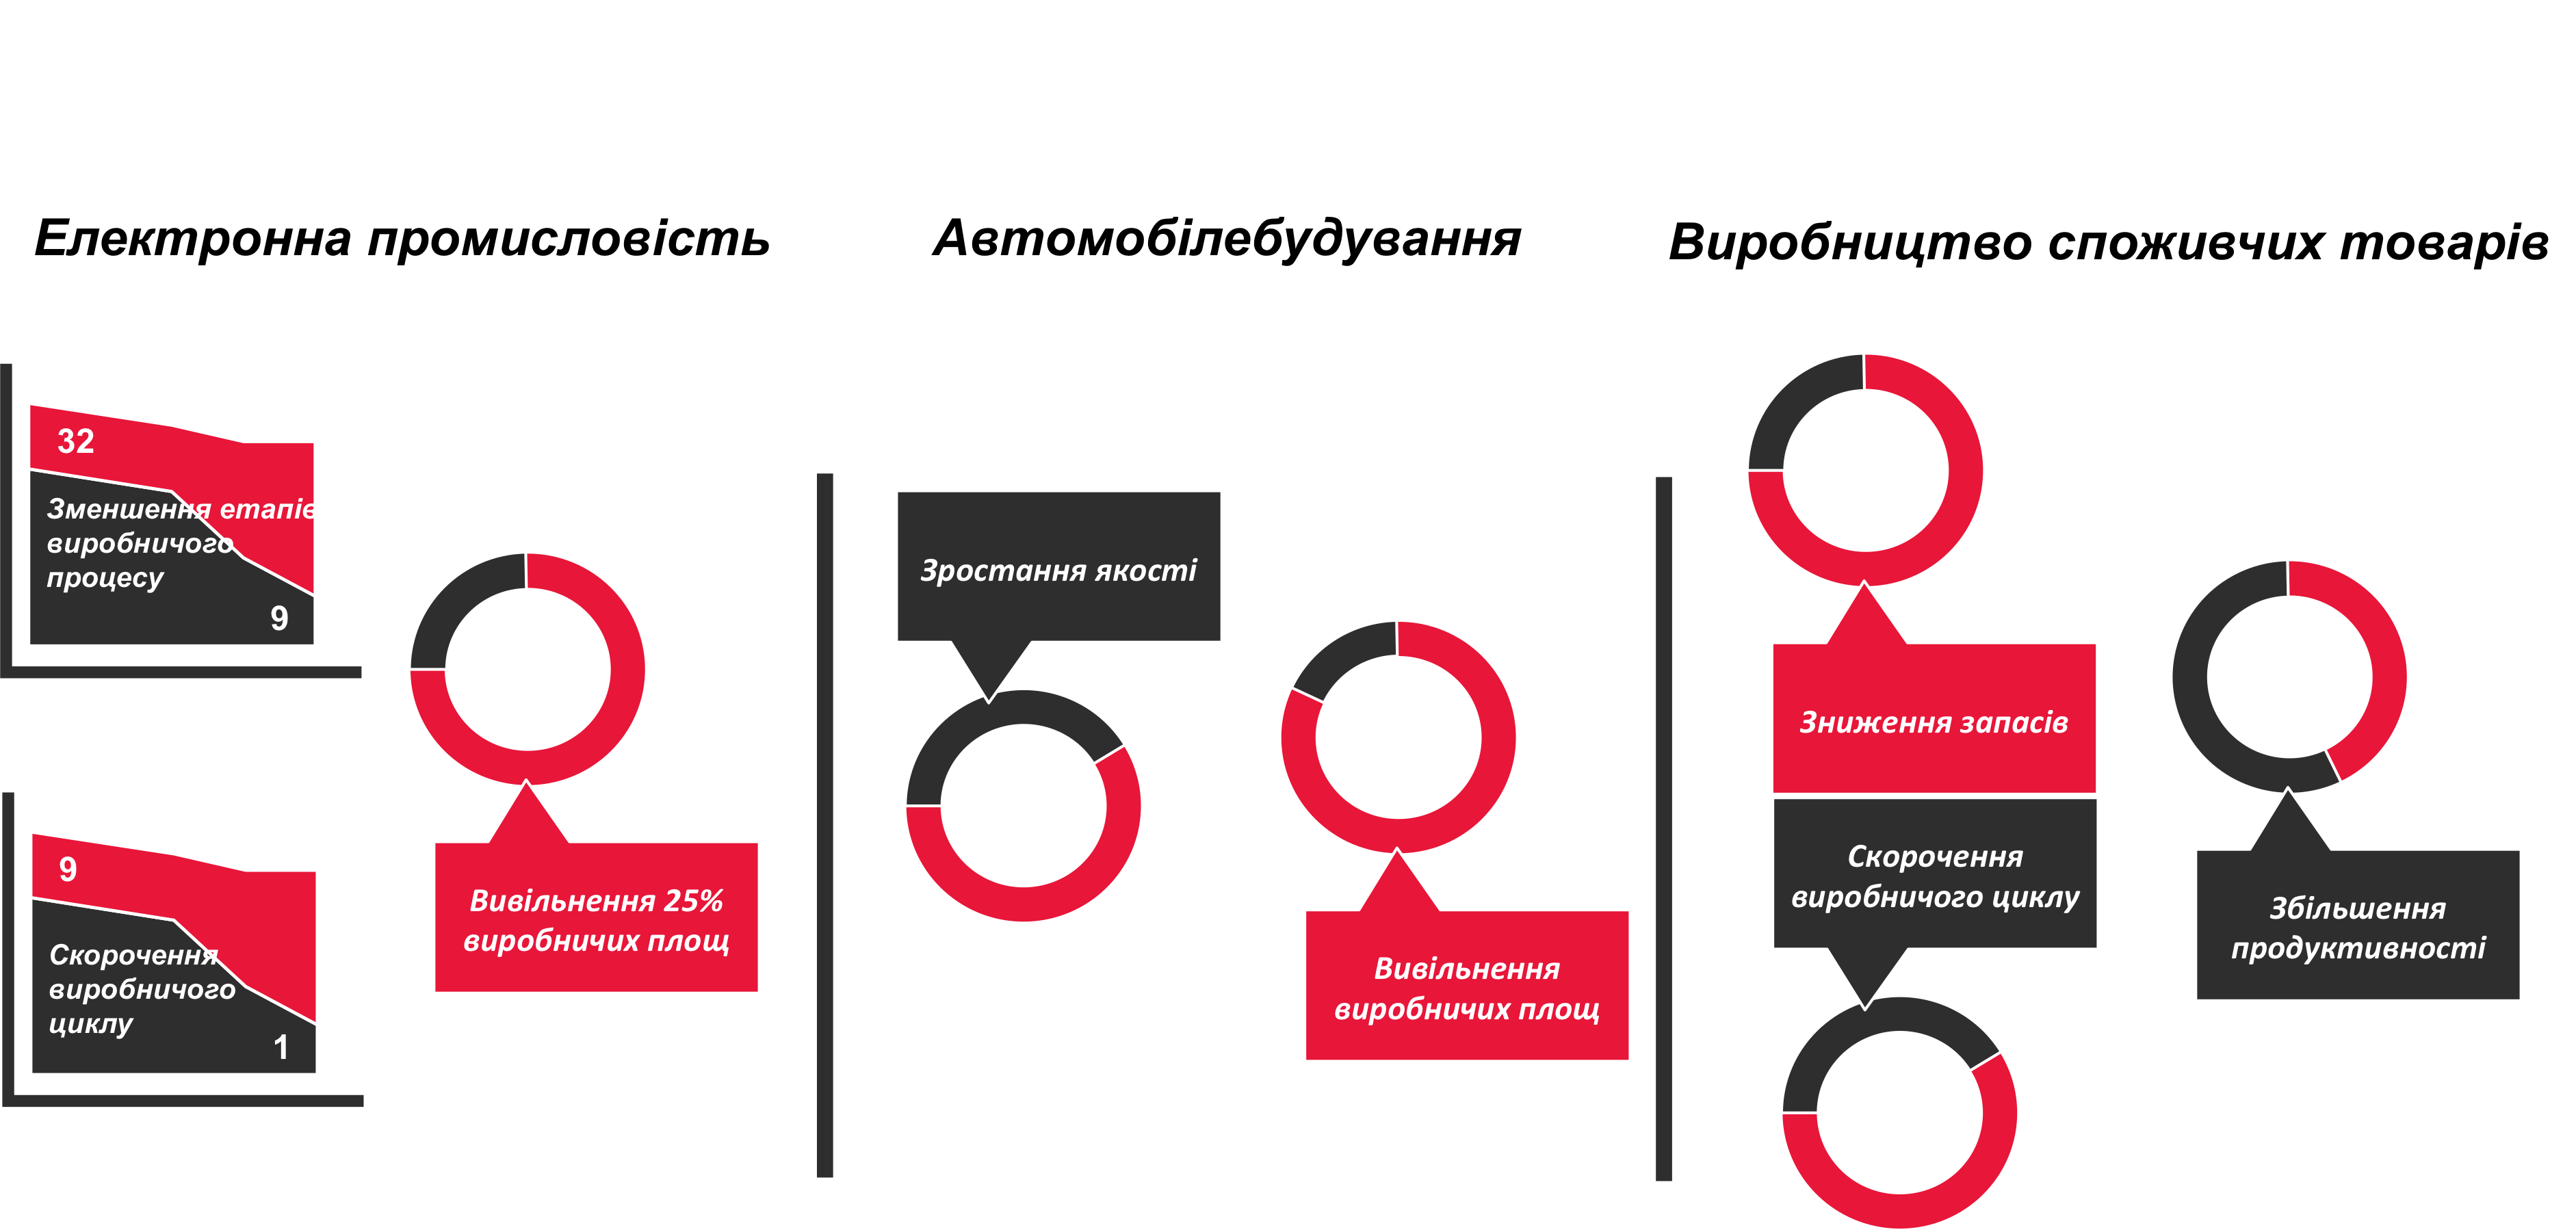 Електронна промисловість
32
Зменшення етапів
виробничого
процесу
9
9
Скорочення
виробничого
циклу
1
Вивільнення 25%
виробничих площ
Автомобілебудування
Зростання якості
Вивільнення
виробничих площ
Виробництво споживчих товарів
Зниження запасів
Скорочення
виробничого циклу
Збільшення
продуктивності